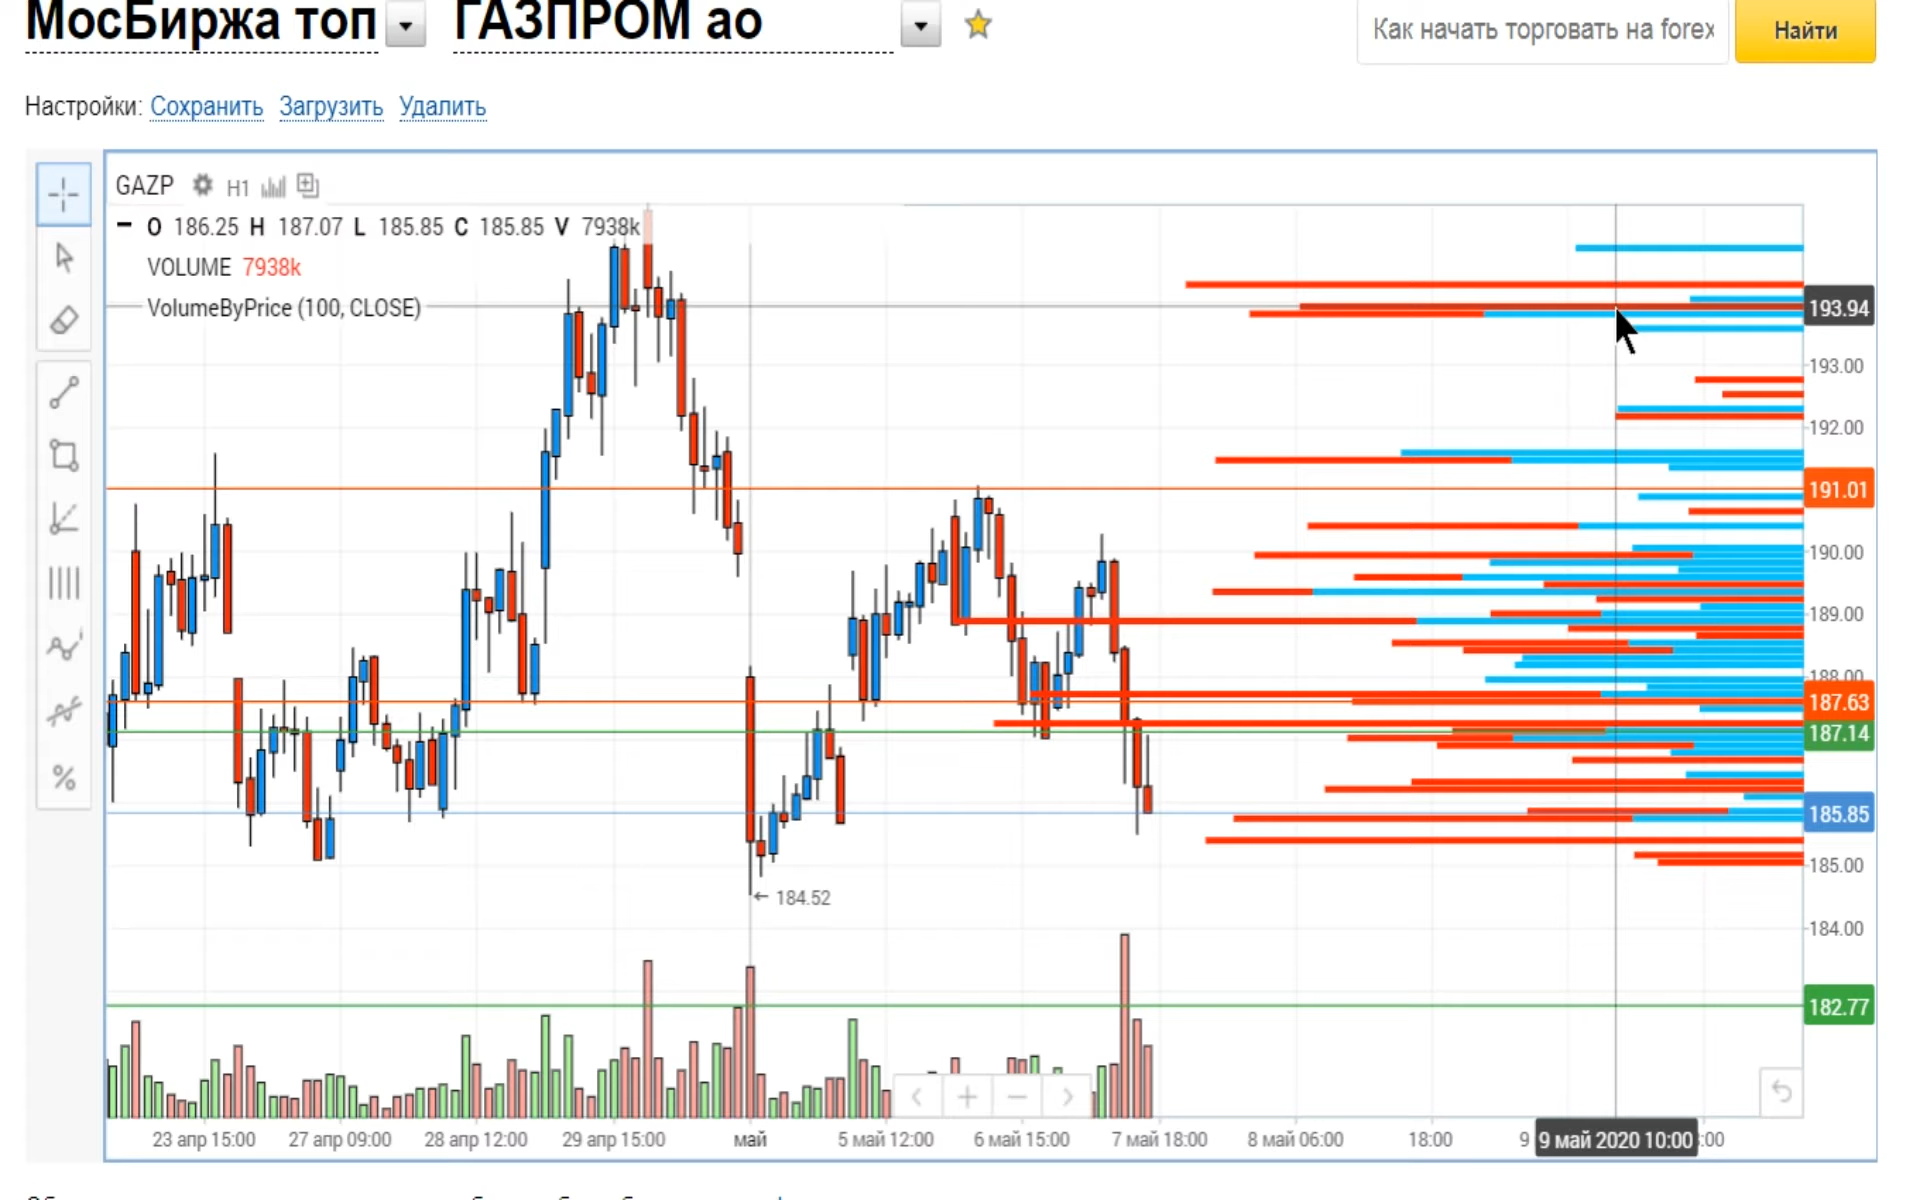 МосБиржа топ ГАЗПРОМ ао Как начать торговать на forex Найти
Настройки: Сохранить Загрузить Удалить
GAZP H1
O 186.25 H 187.07 L 185.85 C 185.85 V 7938k
VOLUME 7938k
VolumeByPrice (100, CLOSE)
193.94
193.00
192.00
191.01
190.00
189.00
188.00
187.63
187.14
185.85
185.00
← 184.52
184.00
182.77
23 апр 15:00 27 апр 09:00 28 апр 12:00 29 апр 15:00 май 5 май 12:00 6 май 15:00 7 май 18:00 8 май 06:00 18:00 9 9 май 2020 10:00 :00